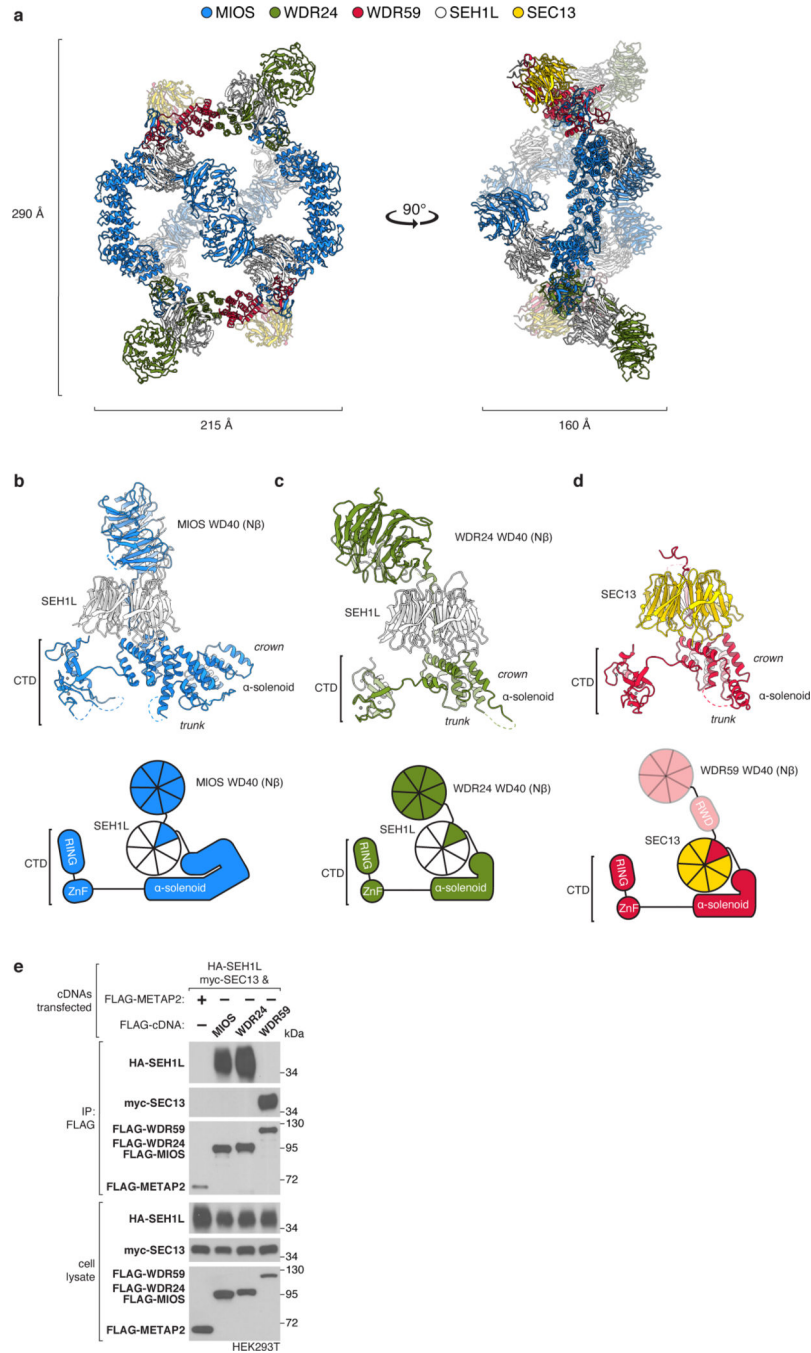 a
MIOS WDR24 WDR59 SEH1L SEC13
290 Å
90°
215 Å
160 Å
b
MIOS WD40 (Nβ)
SEH1L
CTD
crown
α-solenoid
trunk
MIOS WD40 (Nβ)
SEH1L
CTD
RING
ZnF
α-solenoid
c
WDR24 WD40 (Nβ)
SEH1L
CTD
crown
α-solenoid
trunk
WDR24 WD40 (Nβ)
SEH1L
CTD
RING
ZnF
α-solenoid
d
SEC13
CTD
crown
α-solenoid
trunk
WDR59 WD40 (Nβ)
RWD
SEC13
CTD
RING
ZnF
α-solenoid
e
HA-SEH1L
myc-SEC13 &
cDNAs
transfected
FLAG-METAP2: + − − −
FLAG-cDNA: − MIOS WDR24 WDR59
kDa
IP:
FLAG
HA-SEH1L
34
myc-SEC13
34
130
FLAG-WDR59
FLAG-WDR24
95
FLAG-MIOS
72
FLAG-METAP2
cell
lysate
HA-SEH1L
34
myc-SEC13
34
130
FLAG-WDR59
FLAG-WDR24
95
FLAG-MIOS
72
FLAG-METAP2
HEK293T